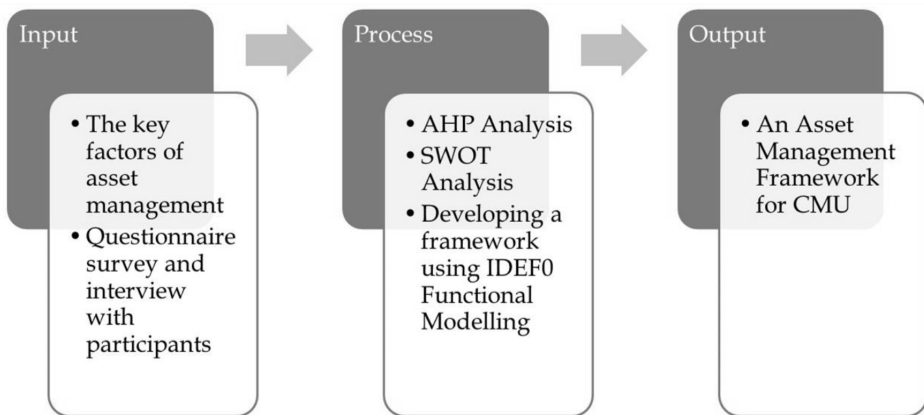 Input
• The key
factors of
asset
management
• Questionnaire
survey and
interview
with
participants
Process
• AHP Analysis
• SWOT
Analysis
• Developing a
framework
using IDEF0
Functional
Modelling
Output
• An Asset
Management
Framework
for CMU